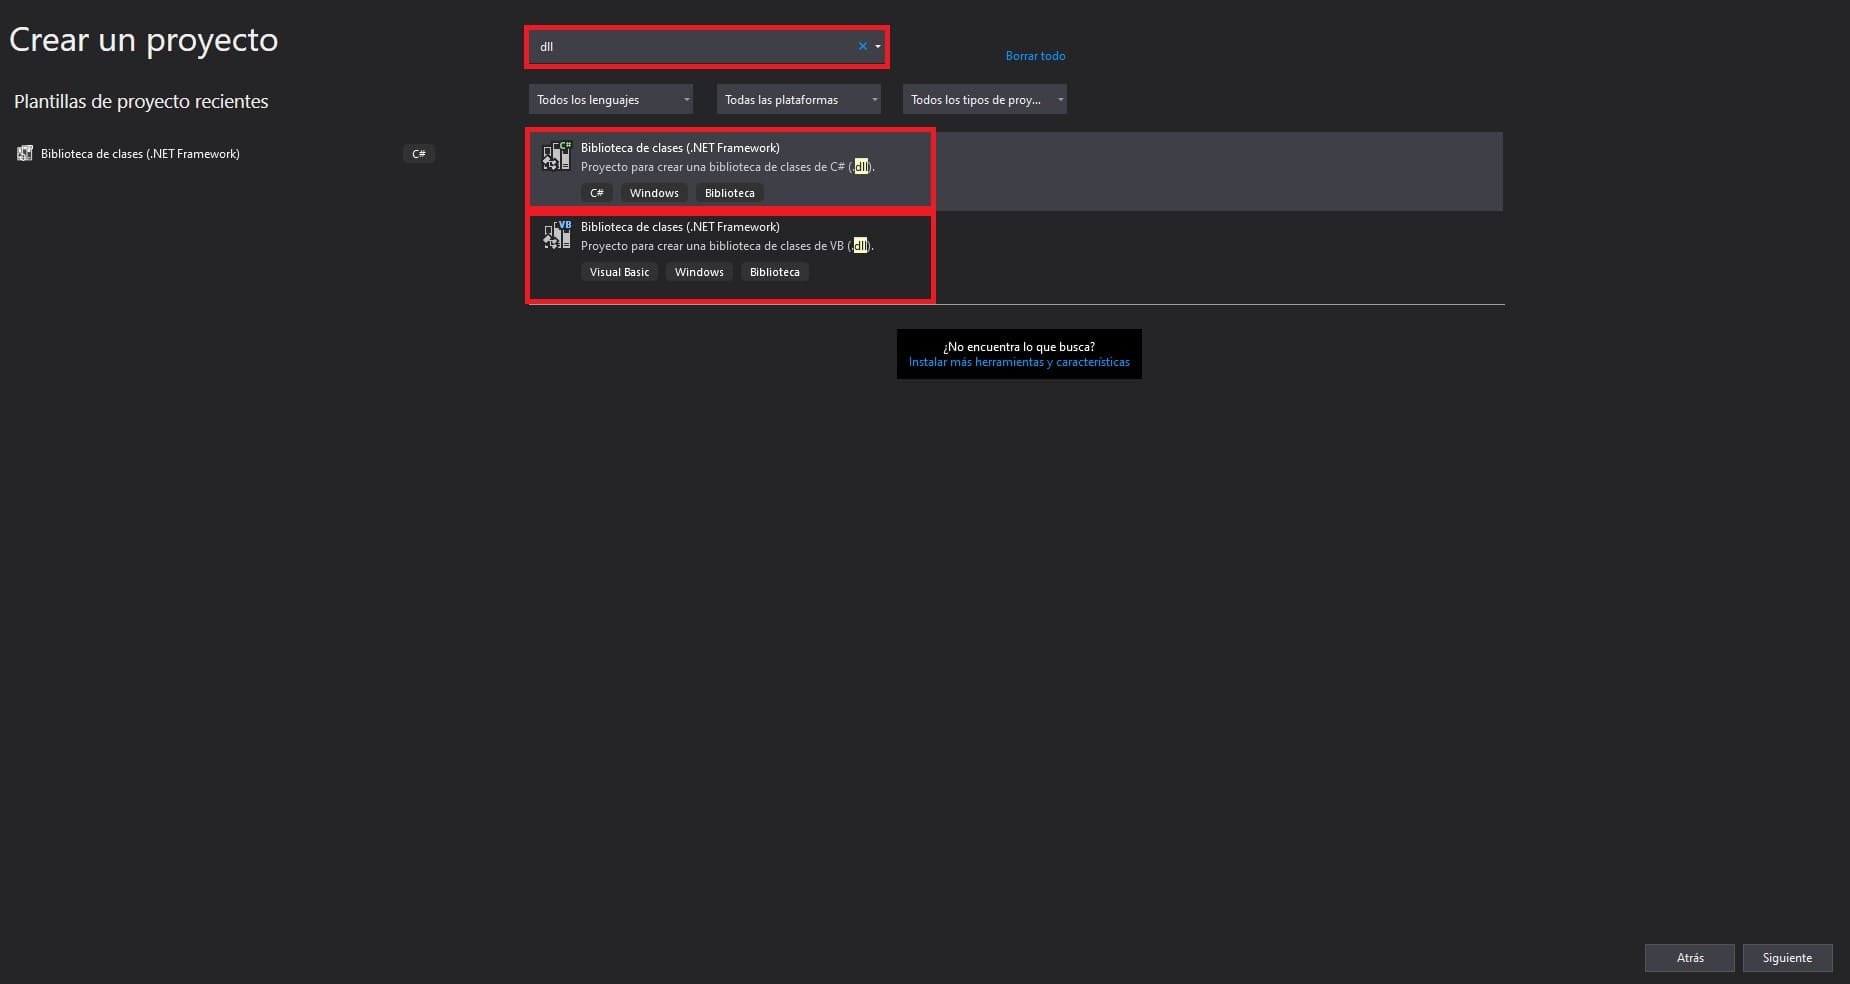 Crear un proyecto
Plantillas de proyecto recientes
Biblioteca de clases (.NET Framework) C#
dll
Borrar todo
Todos los lenguajes Todas las plataformas Todos los tipos de proy...
C#
Biblioteca de clases (.NET Framework)
Proyecto para crear una biblioteca de clases de C# (.dll).
C# Windows Biblioteca
VB
Biblioteca de clases (.NET Framework)
Proyecto para crear una biblioteca de clases de VB (.dll).
Visual Basic Windows Biblioteca
¿No encuentra lo que busca?
Instalar más herramientas y características
Atrás Siguiente